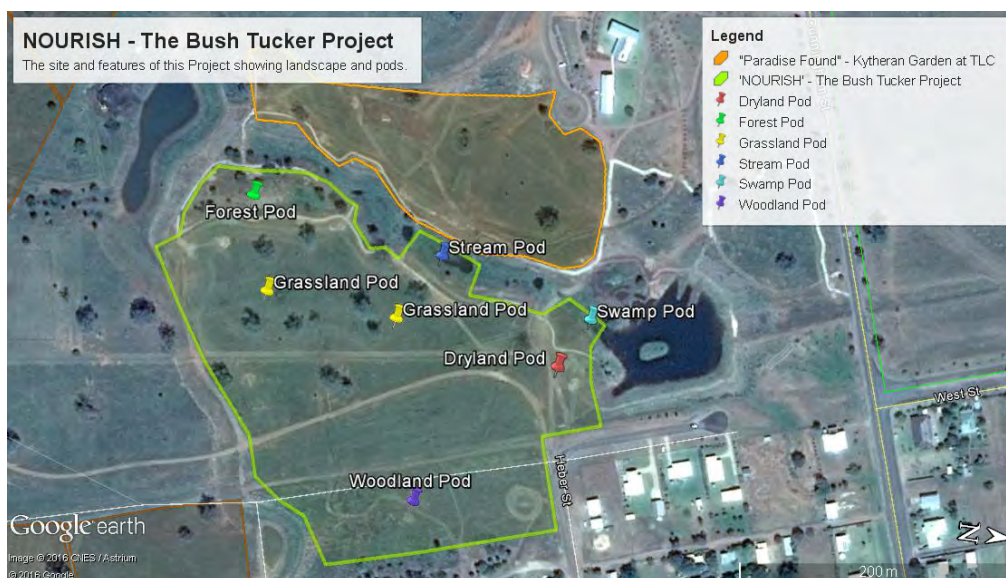 NOURISH - The Bush Tucker Project
The site and features of this Project showing landscape and pods.
Legend
"Paradise Found" - Kytheran Garden at TLC
'NOURISH' - The Bush Tucker Project
Dryland Pod
Forest Pod
Grassland Pod
Stream Pod
Swamp Pod
Woodland Pod
Forest Pod
Stream Pod
Grassland Pod
Grassland Pod
Swamp Pod
Dryland Pod
West St
Woodland Pod
Heber St
Google earth
N
Image © 2016 CNES / Astrium
© 2016 Google
200 m